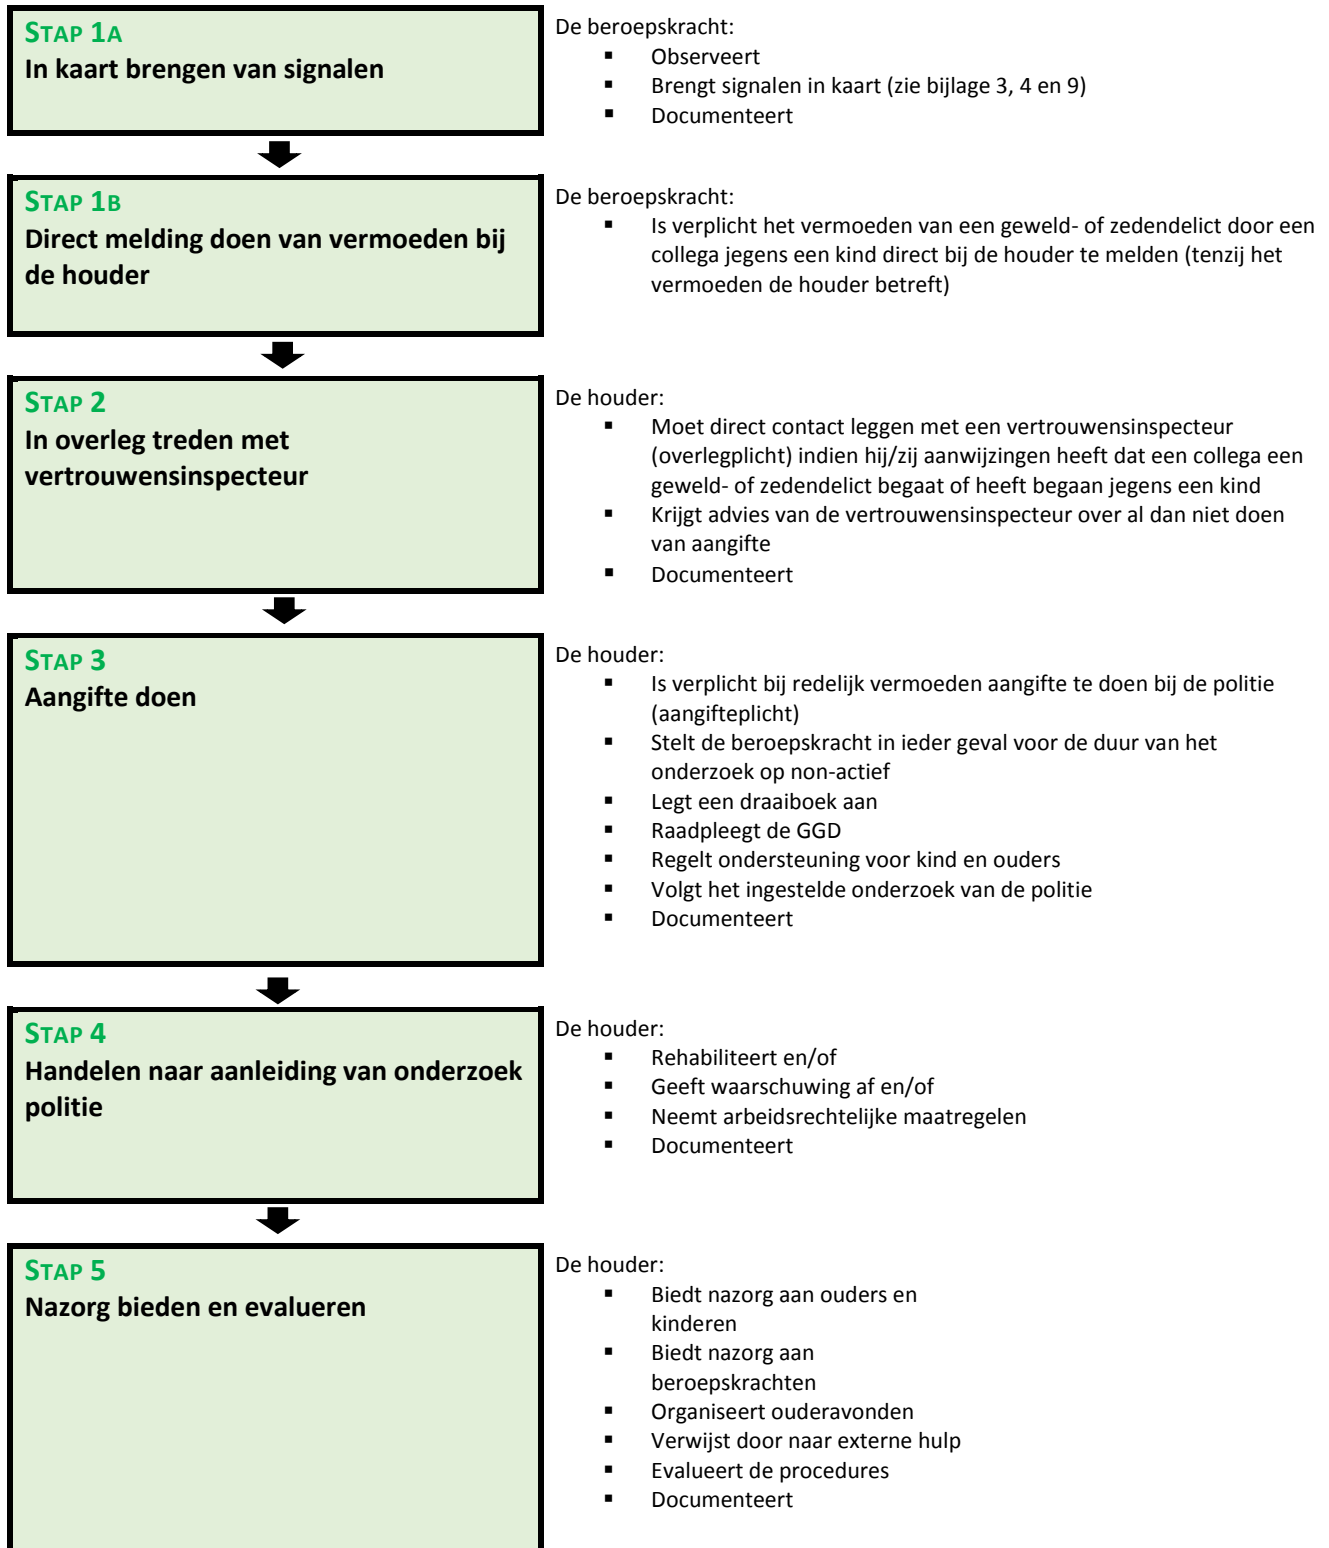 STAP 1A
In kaart brengen van signalen
De beroepskracht:
▪ Observeert
▪ Brengt signalen in kaart (zie bijlage 3, 4 en 9)
▪ Documenteert
STAP 1B
Direct melding doen van vermoeden bij
de houder
De beroepskracht:
▪ Is verplicht het vermoeden van een geweld- of zedendelict door een
collega jegens een kind direct bij de houder te melden (tenzij het
vermoeden de houder betreft)
STAP 2
In overleg treden met
vertrouwensinspecteur
De houder:
▪ Moet direct contact leggen met een vertrouwensinspecteur
(overlegplicht) indien hij/zij aanwijzingen heeft dat een collega een
geweld- of zedendelict begaat of heeft begaan jegens een kind
▪ Krijgt advies van de vertrouwensinspecteur over al dan niet doen
van aangifte
▪ Documenteert
STAP 3
Aangifte doen
De houder:
▪ Is verplicht bij redelijk vermoeden aangifte te doen bij de politie
(aangifteplicht)
▪ Stelt de beroepskracht in ieder geval voor de duur van het
onderzoek op non-actief
▪ Legt een draaiboek aan
▪ Raadpleegt de GGD
▪ Regelt ondersteuning voor kind en ouders
▪ Volgt het ingestelde onderzoek van de politie
▪ Documenteert
STAP 4
Handelen naar aanleiding van onderzoek
politie
De houder:
▪ Rehabiliteert en/of
▪ Geeft waarschuwing af en/of
▪ Neemt arbeidsrechtelijke maatregelen
▪ Documenteert
STAP 5
Nazorg bieden en evalueren
De houder:
▪ Biedt nazorg aan ouders en
kinderen
▪ Biedt nazorg aan
beroepskrachten
▪ Organiseert ouderavonden
▪ Verwijst door naar externe hulp
▪ Evalueert de procedures
▪ Documenteert